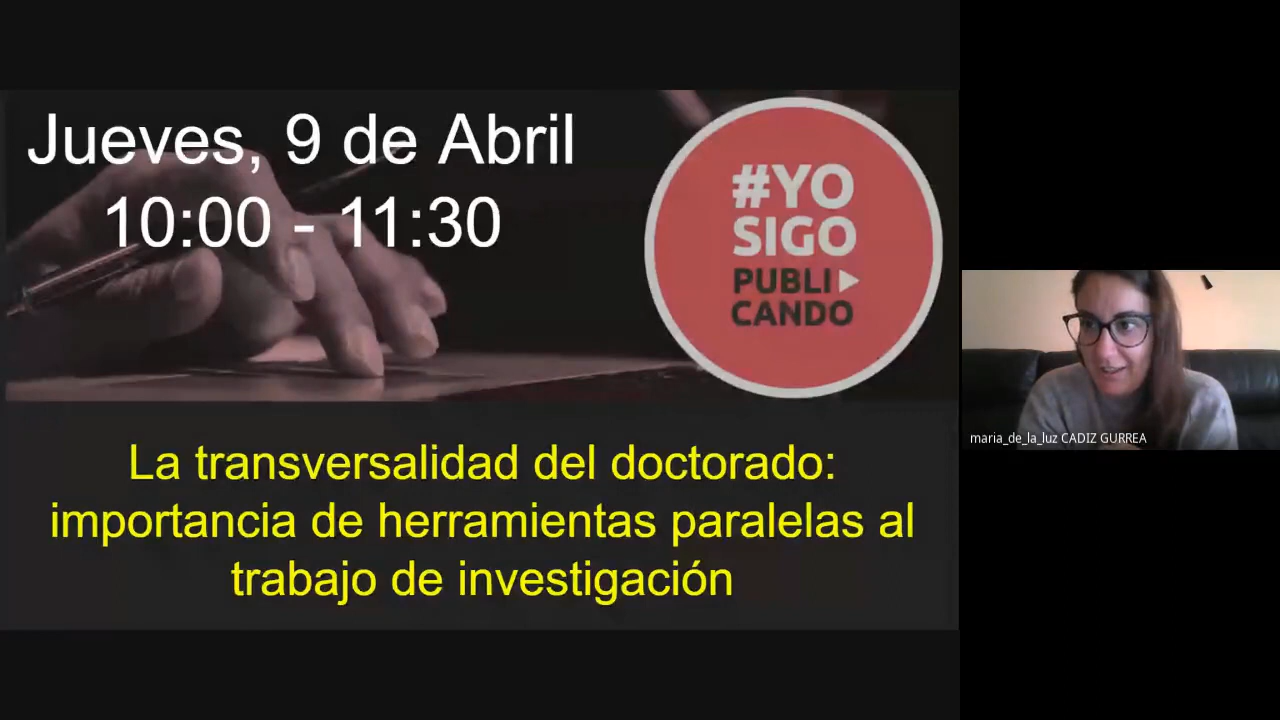 Jueves, 9 de Abril
10:00 - 11:30
#YO
SIGO
PUBLI
CANDO
La transversalidad del doctorado:
importancia de herramientas paralelas al
trabajo de investigación
maria_de_la_luz CADIZ GURREA